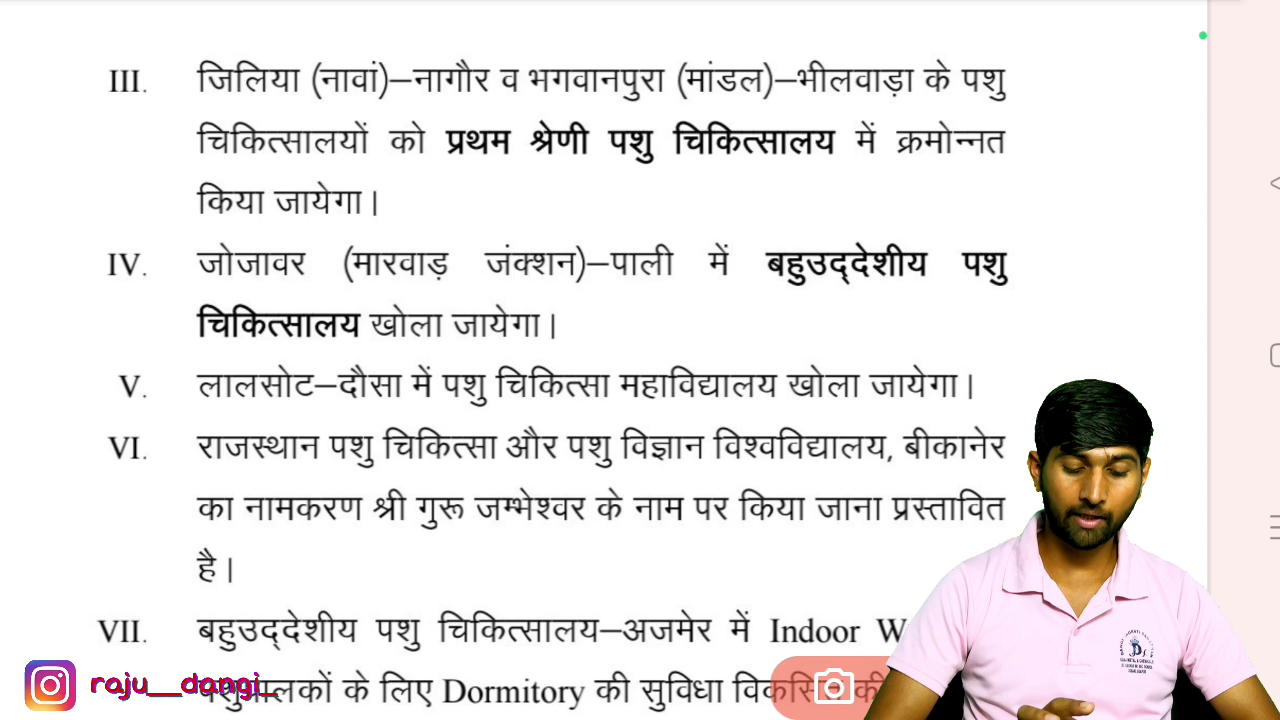 III. जिलिया (नावां)–नागौर व भगवानपुरा (मांडल)–भीलवाड़ा के पशु
चिकित्सालयों को प्रथम श्रेणी पशु चिकित्सालय में क्रमोन्नत
किया जायेगा।
IV. जोजावर (मारवाड़ जंक्शन)–पाली में बहुउद्देशीय पशु
चिकित्सालय खोला जायेगा।
V. लालसोट–दौसा में पशु चिकित्सा महाविद्यालय खोला जायेगा।
VI. राजस्थान पशु चिकित्सा और पशु विज्ञान विश्वविद्यालय, बीकानेर
का नामकरण श्री गुरू जम्भेश्वर के नाम पर किया जाना प्रस्तावित
है।
VII. बहुउद्देशीय पशु चिकित्सालय–अजमेर में Indoor
के लिए Dormitory की सुविधा
raju__dangi_